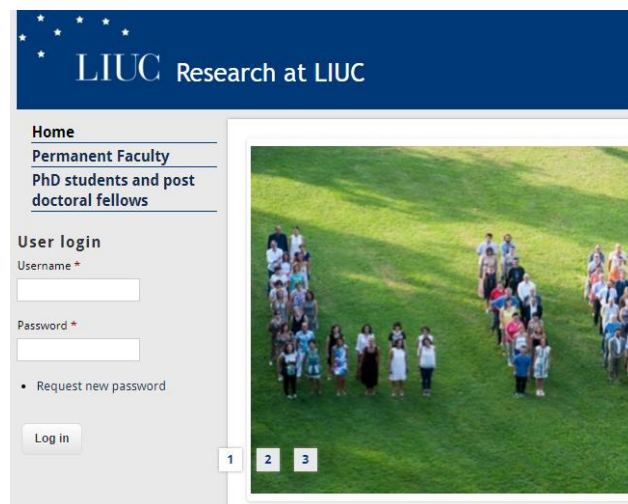 LIUC Research at LIUC
Home
Permanent Faculty
PhD students and post
doctoral fellows
User login
Username *
Password *
Request new password
Log in
1 2 3